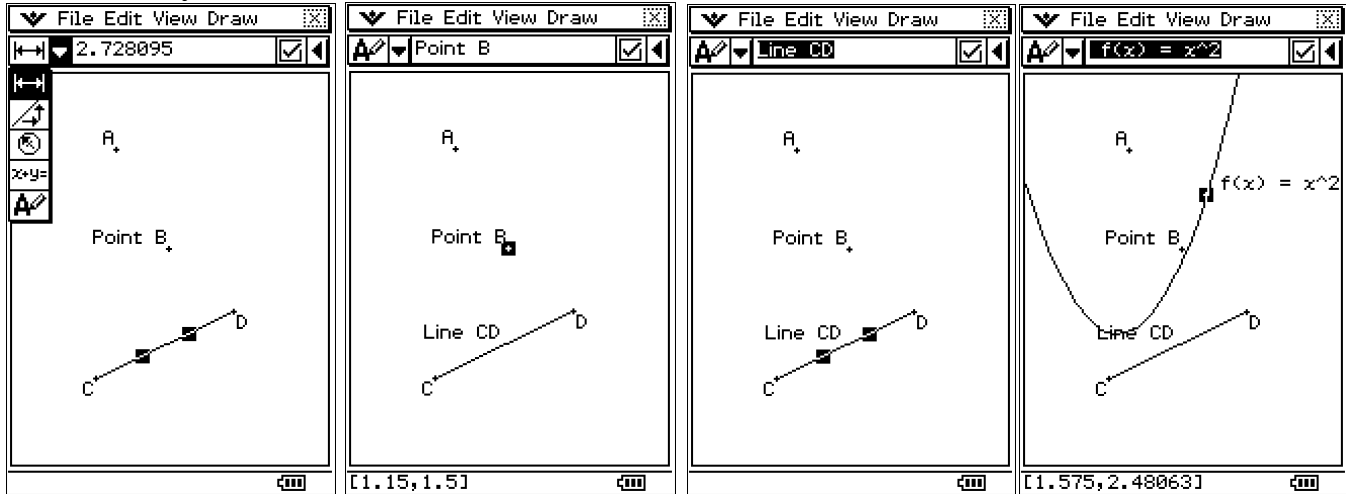 File Edit View Draw
2.728095
x+y=
A
A
Point B
D
C
File Edit View Draw
A
Point B
A
Point B
Line CD
D
C
[1.15,1.5]
File Edit View Draw
A
Line CD
A
Point B
Line CD
D
C
File Edit View Draw
A
f(x) = x^2
A
f(x) = x^2
Point B
Line CD
D
C
[1.575,2.48063]